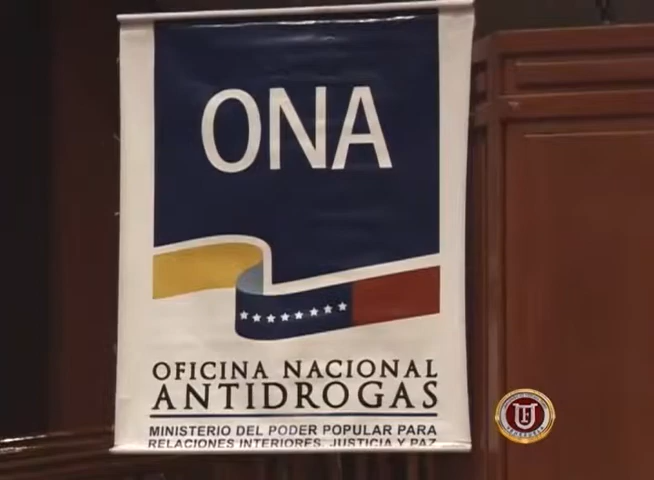 ONA
OFICINA NACIONAL
ANTIDROGAS
MINISTERIO DEL PODER POPULAR PARA
RELACIONES INTERIORES, JUSTICIA Y PAZ